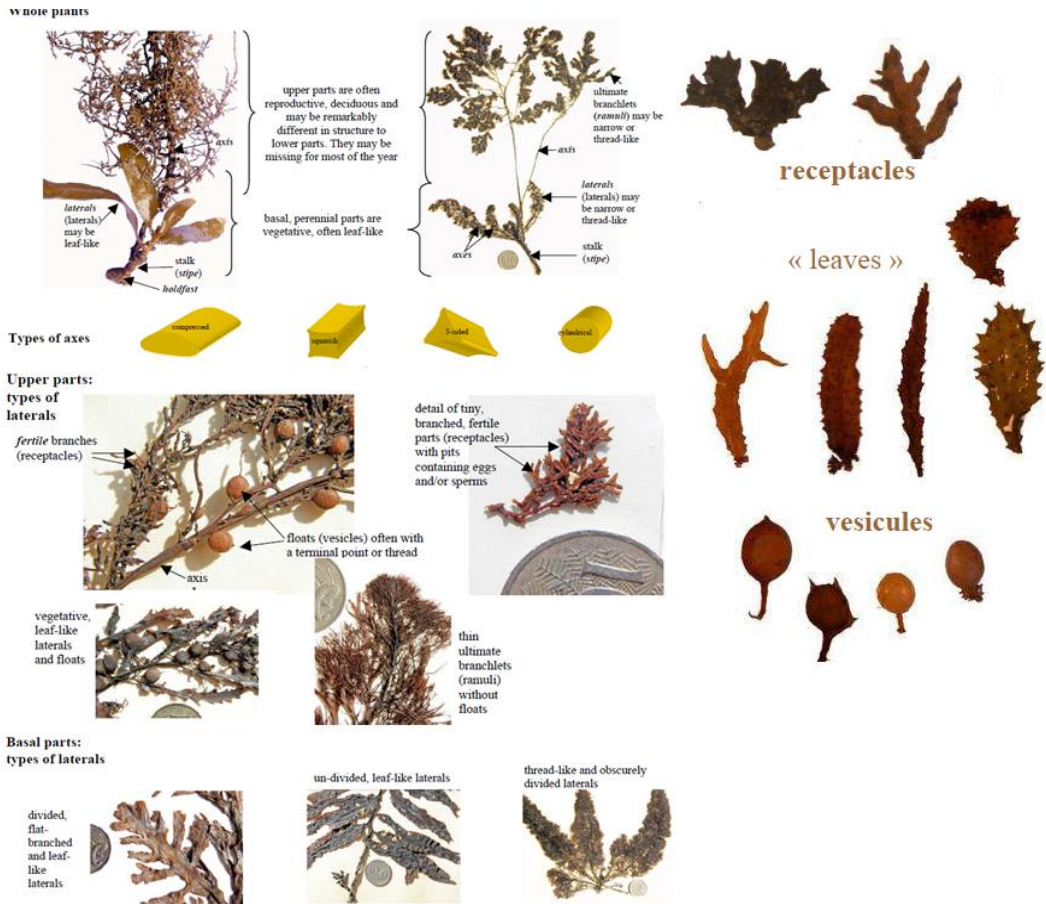 Whole plants
upper parts are often
reproductive, deciduous and
may be remarkably
different in structure to
lower parts. They may be
missing for most of the year
axis
laterals
(laterals)
may be
leaf-like
basal, perennial parts are
vegetative, often leaf-like
stalk
(stipe)
holdfast
ultimate
branchlets
(ramuli) may be
narrow or
thread-like
axis
laterals
(laterals) may
be narrow or
thread-like
axes
stalk
(stipe)
receptacles
« leaves »
vesicules
Types of axes
compressed
squarish
3-sided
cylindrical
Upper parts:
types of
laterals
fertile branches
(receptacles)
floats (vesicles) often with
a terminal point or thread
axis
detail of tiny,
branched, fertile
parts (receptacles)
with pits
containing eggs
and/or sperms
vegetative,
leaf-like
laterals
and floats
thin
ultimate
branchlets
(ramuli)
without
floats
Basal parts:
types of laterals
divided,
flat-
branched
and leaf-
like
laterals
un-divided, leaf-like laterals
thread-like and obscurely
divided laterals